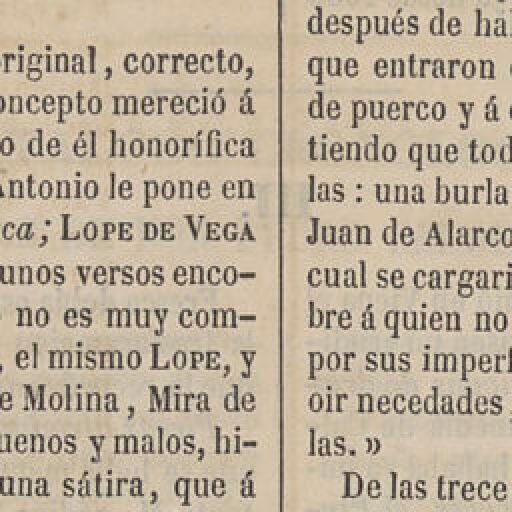 original, correcto,
concepto mereció á
o de él honorífica
Antonio le pone en
ca; LOPE DE VEGA
unos versos enco-
no es muy com-
, el mismo LOPE, y
e Molina, Mira de
uenos y malos, hi-
una sátira, que á
después de ha
que entraron
de puerco y á
tiendo que tod
las : una burla
Juan de Alarco
cual se cargari
bre á quien no
por sus imperf
oir necedades
las. »
De las trece